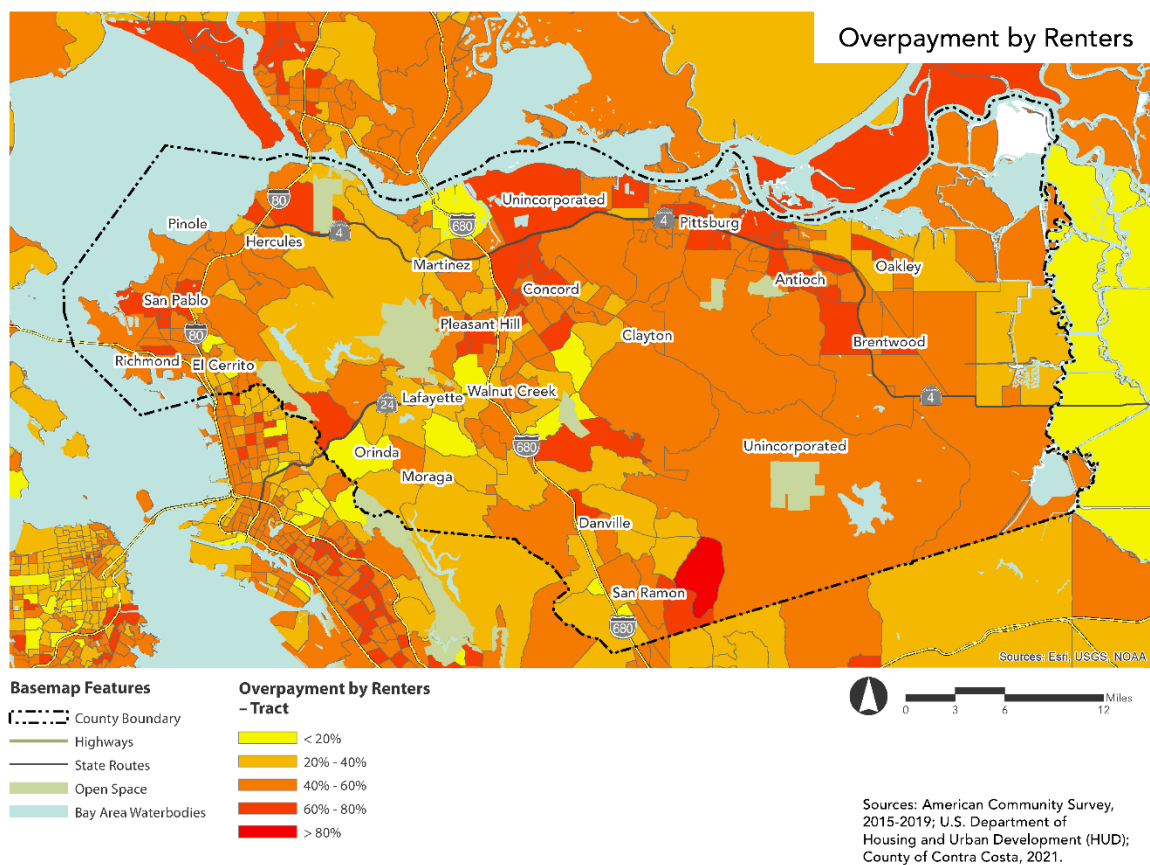 Overpayment by Renters
80
Unincorporated
Pinole
4
680
4
Pittsburg
Hercules
Martinez
Oakley
Antioch
Concord
San Pablo
80
Pleasant Hill
Clayton
Brentwood
Richmond
El Cerrito
Walnut Creek
Lafayette
24
4
680
Unincorporated
Orinda
Moraga
Danville
San Ramon
680
Sources: Esri, USGS, NOAA
Basemap Features
County Boundary
Highways
State Routes
Open Space
Bay Area Waterbodies
Overpayment by Renters
– Tract
< 20%
20% - 40%
40% - 60%
60% - 80%
> 80%
Miles
0 3 6 12
Sources: American Community Survey,
2015-2019; U.S. Department of
Housing and Urban Development (HUD);
County of Contra Costa, 2021.